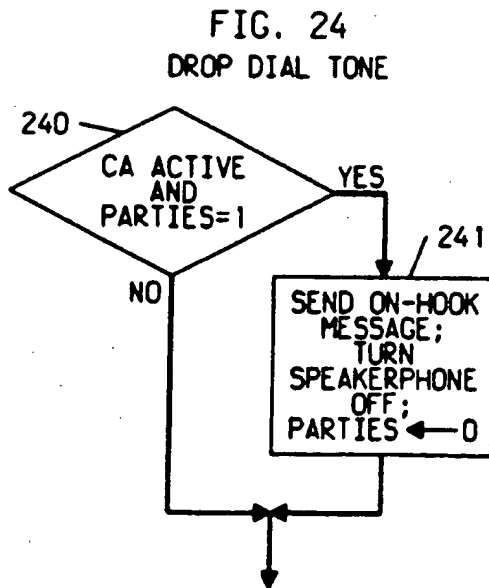 FIG. 24
DROP DIAL TONE
240
CA ACTIVE
AND
PARTIES=1
YES
NO
241
SEND ON-HOOK
MESSAGE;
TURN
SPEAKERPHONE
OFF;
PARTIES ← 0